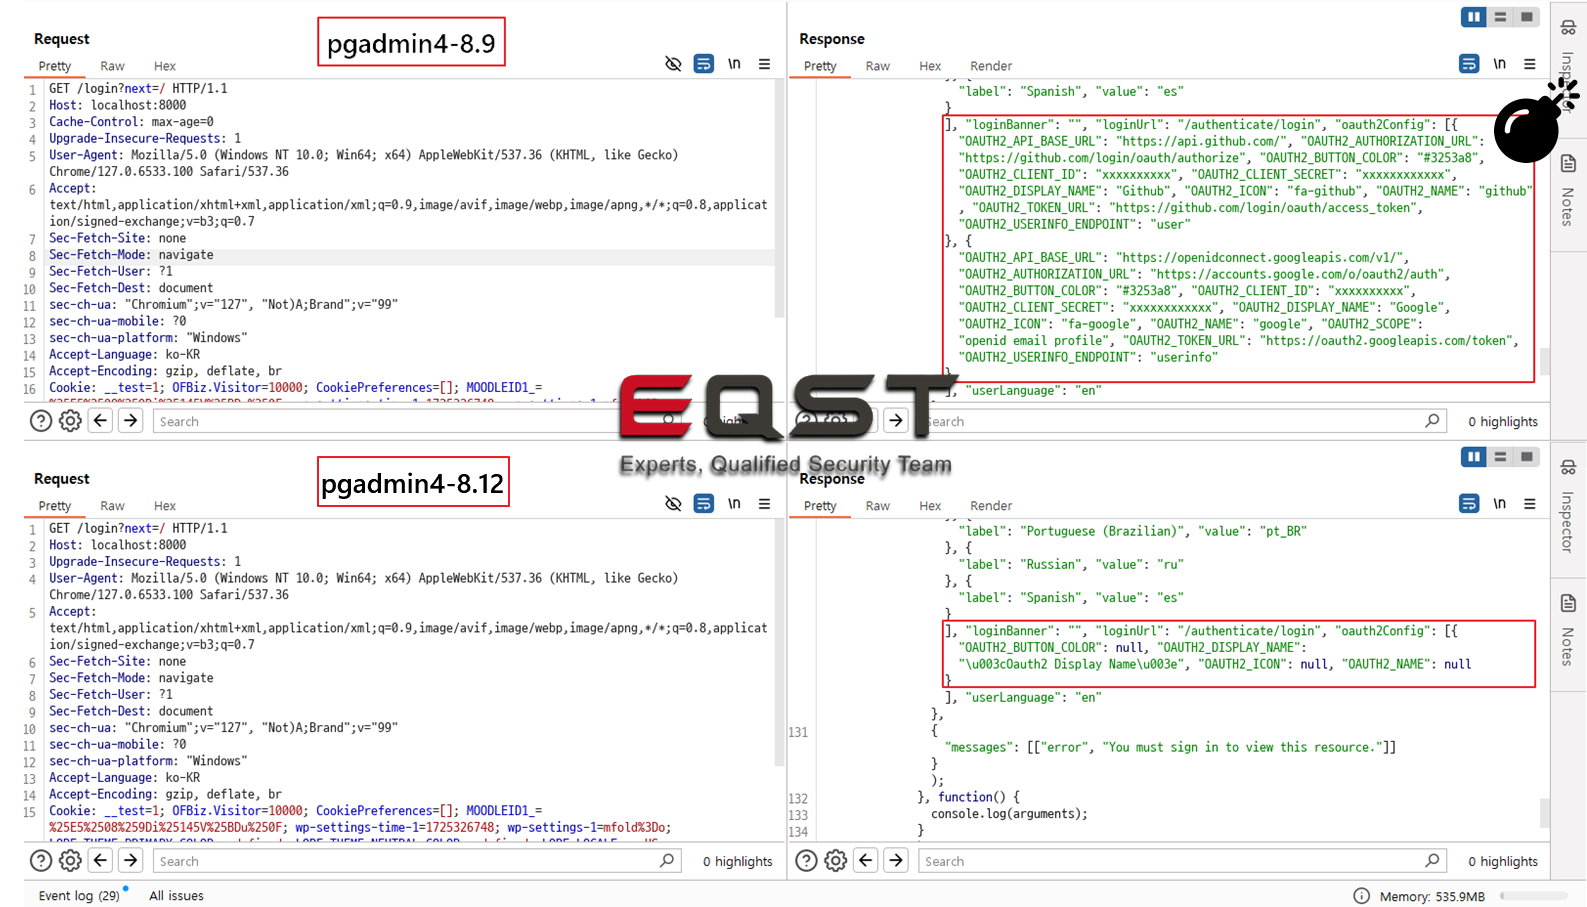 Request
pgadmin4-8.9
Pretty Raw Hex
\n
1 GET /login?next=/ HTTP/1.1
2 Host: localhost:8000
3 Cache-Control: max-age=0
4 Upgrade-Insecure-Requests: 1
5 User-Agent: Mozilla/5.0 (Windows NT 10.0; Win64; x64) AppleWebKit/537.36 (KHTML, like Gecko)
Chrome/127.0.6533.100 Safari/537.36
6 Accept:
text/html,application/xhtml+xml,application/xml;q=0.9,image/avif,image/webp,image/apng,*/*;q=0.8,applicat
ion/signed-exchange;v=b3;q=0.7
7 Sec-Fetch-Site: none
8 Sec-Fetch-Mode: navigate
9 Sec-Fetch-User: ?1
10 Sec-Fetch-Dest: document
11 sec-ch-ua: "Chromium";v="127", "Not)A;Brand";v="99"
12 sec-ch-ua-mobile: ?0
13 sec-ch-ua-platform: "Windows"
14 Accept-Language: ko-KR
15 Accept-Encoding: gzip, deflate, br
16 Cookie: __test=1; OFBiz.Visitor=10000; CookiePreferences=[]; MOODLEID1_=
Search
Response
Pretty Raw Hex Render
\n
"label": "Spanish", "value": "es"
}
], "loginBanner": "", "loginUrl": "/authenticate/login", "oauth2Config": [{
"OAUTH2_API_BASE_URL": "https://api.github.com/", "OAUTH2_AUTHORIZATION_URL":
"https://github.com/login/oauth/authorize", "OAUTH2_BUTTON_COLOR": "#3253a8",
"OAUTH2_CLIENT_ID": "xxxxxxxxxx", "OAUTH2_CLIENT_SECRET": "xxxxxxxxxxxx",
"OAUTH2_DISPLAY_NAME": "Github", "OAUTH2_ICON": "fa-github", "OAUTH2_NAME": "github"
, "OAUTH2_TOKEN_URL": "https://github.com/login/oauth/access_token",
"OAUTH2_USERINFO_ENDPOINT": "user"
}, {
"OAUTH2_API_BASE_URL": "https://openidconnect.googleapis.com/v1/",
"OAUTH2_AUTHORIZATION_URL": "https://accounts.google.com/o/oauth2/auth",
"OAUTH2_BUTTON_COLOR": "#3253a8", "OAUTH2_CLIENT_ID": "xxxxxxxxxx",
"OAUTH2_CLIENT_SECRET": "xxxxxxxxxxxx", "OAUTH2_DISPLAY_NAME": "Google",
"OAUTH2_ICON": "fa-google", "OAUTH2_NAME": "google", "OAUTH2_SCOPE":
"openid email profile", "OAUTH2_TOKEN_URL": "https://oauth2.googleapis.com/token",
"OAUTH2_USERINFO_ENDPOINT": "userinfo"
}
], "userLanguage": "en"
Search
0 highlights
Notes
EQST
Experts, Qualified Security Team
Request
pgadmin4-8.12
Pretty Raw Hex
\n
1 GET /login?next=/ HTTP/1.1
2 Host: localhost:8000
3 Upgrade-Insecure-Requests: 1
4 User-Agent: Mozilla/5.0 (Windows NT 10.0; Win64; x64) AppleWebKit/537.36 (KHTML, like Gecko)
Chrome/127.0.6533.100 Safari/537.36
5 Accept:
text/html,application/xhtml+xml,application/xml;q=0.9,image/avif,image/webp,image/apng,*/*;q=0.8,applicat
ion/signed-exchange;v=b3;q=0.7
6 Sec-Fetch-Site: none
7 Sec-Fetch-Mode: navigate
8 Sec-Fetch-User: ?1
9 Sec-Fetch-Dest: document
10 sec-ch-ua: "Chromium";v="127", "Not)A;Brand";v="99"
11 sec-ch-ua-mobile: ?0
12 sec-ch-ua-platform: "Windows"
13 Accept-Language: ko-KR
14 Accept-Encoding: gzip, deflate, br
15 Cookie: __test=1; OFBiz.Visitor=10000; CookiePreferences=[]; MOODLEID1_=
%25E5%2508%259Di%25145V%25BDu%250F; wp-settings-time-1=1725326748; wp-settings-1=mfold%3Do;
Search
0 highlights
Response
Pretty Raw Hex Render
\n
}, {
"label": "Portuguese (Brazilian)", "value": "pt_BR"
}, {
"label": "Russian", "value": "ru"
}, {
"label": "Spanish", "value": "es"
}
], "loginBanner": "", "loginUrl": "/authenticate/login", "oauth2Config": [{
"OAUTH2_BUTTON_COLOR": null, "OAUTH2_DISPLAY_NAME":
"\u003cOauth2 Display Name\u003e", "OAUTH2_ICON": null, "OAUTH2_NAME": null
}
], "userLanguage": "en"
},
131 {
"messages": [["error", "You must sign in to view this resource."]]
}
);
132 }, function() {
133 console.log(arguments);
134 }
Search
0 highlights
Inspector
Notes
Event log (29)
All issues
Memory: 535.9MB